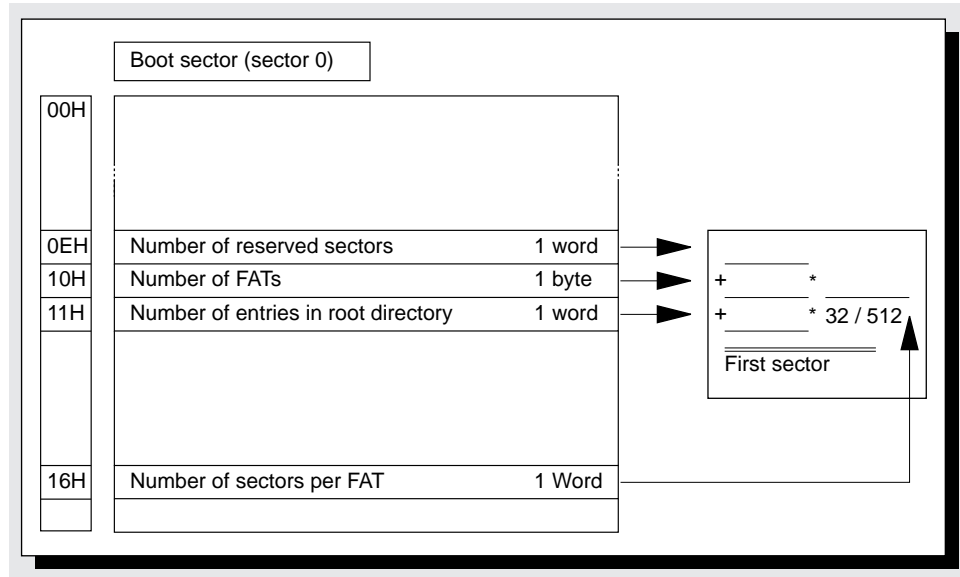 Boot sector (sector 0)
00H
0EH Number of reserved sectors 1 word
10H Number of FATs 1 byte + *
11H Number of entries in root directory 1 word + * 32 / 512
First sector
16H Number of sectors per FAT 1 Word